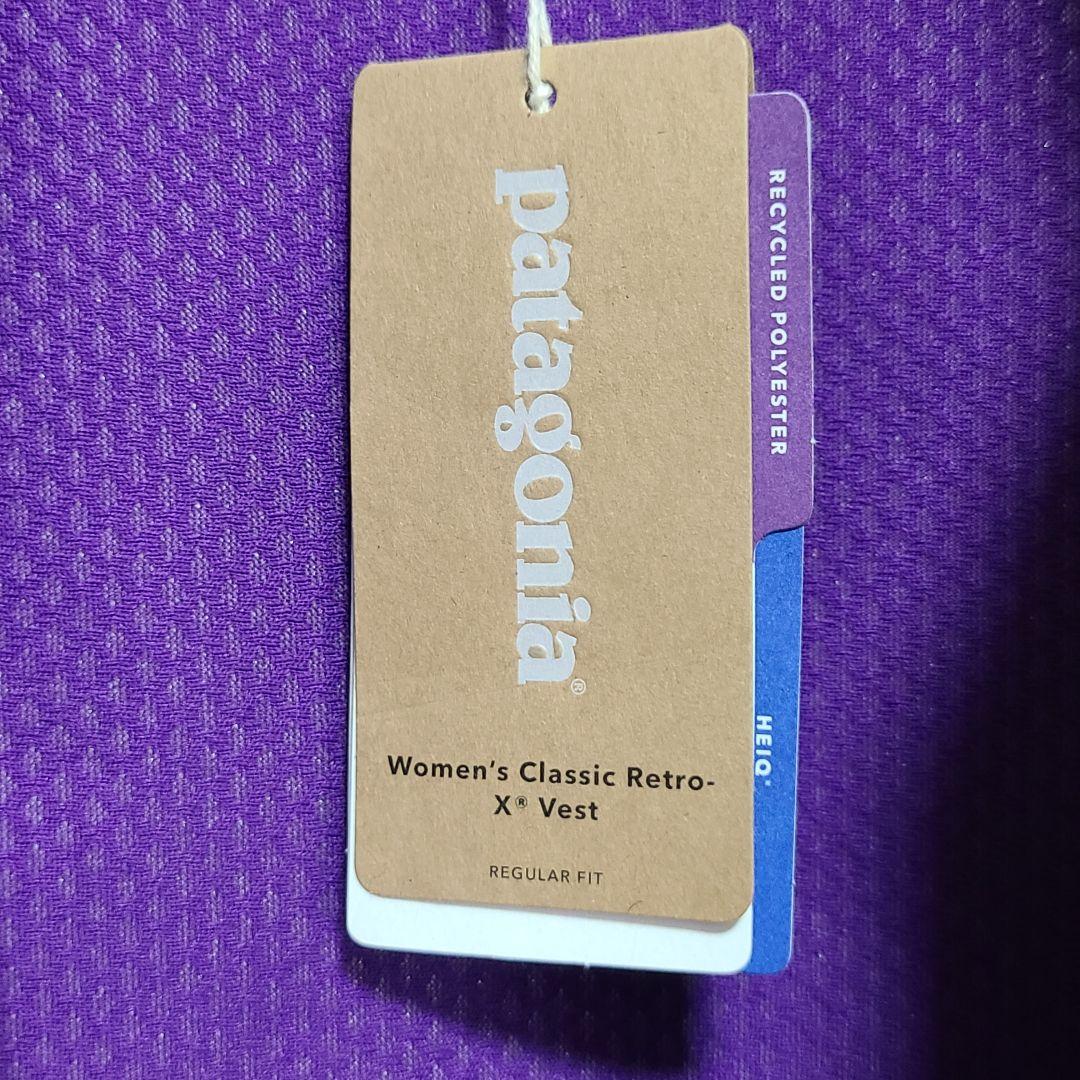 patagonia®
Women's Classic Retro-
X® Vest
REGULAR FIT
RECYCLED POLYESTER
HEIQ®